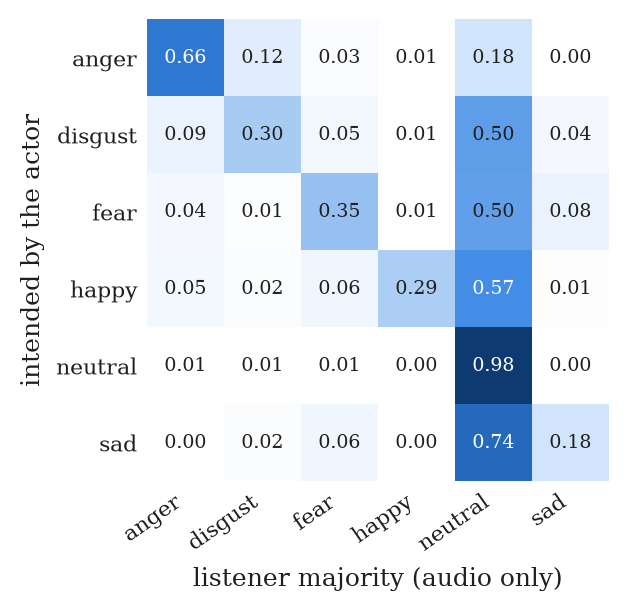 anger 0.66 0.12 0.03 0.01 0.18 0.00
disgust 0.09 0.30 0.05 0.01 0.50 0.04
fear 0.04 0.01 0.35 0.01 0.50 0.08
happy 0.05 0.02 0.06 0.29 0.57 0.01
neutral 0.01 0.01 0.01 0.00 0.98 0.00
sad 0.00 0.02 0.06 0.00 0.74 0.18
intended by the actor
anger disgust fear happy neutral sad
listener majority (audio only)